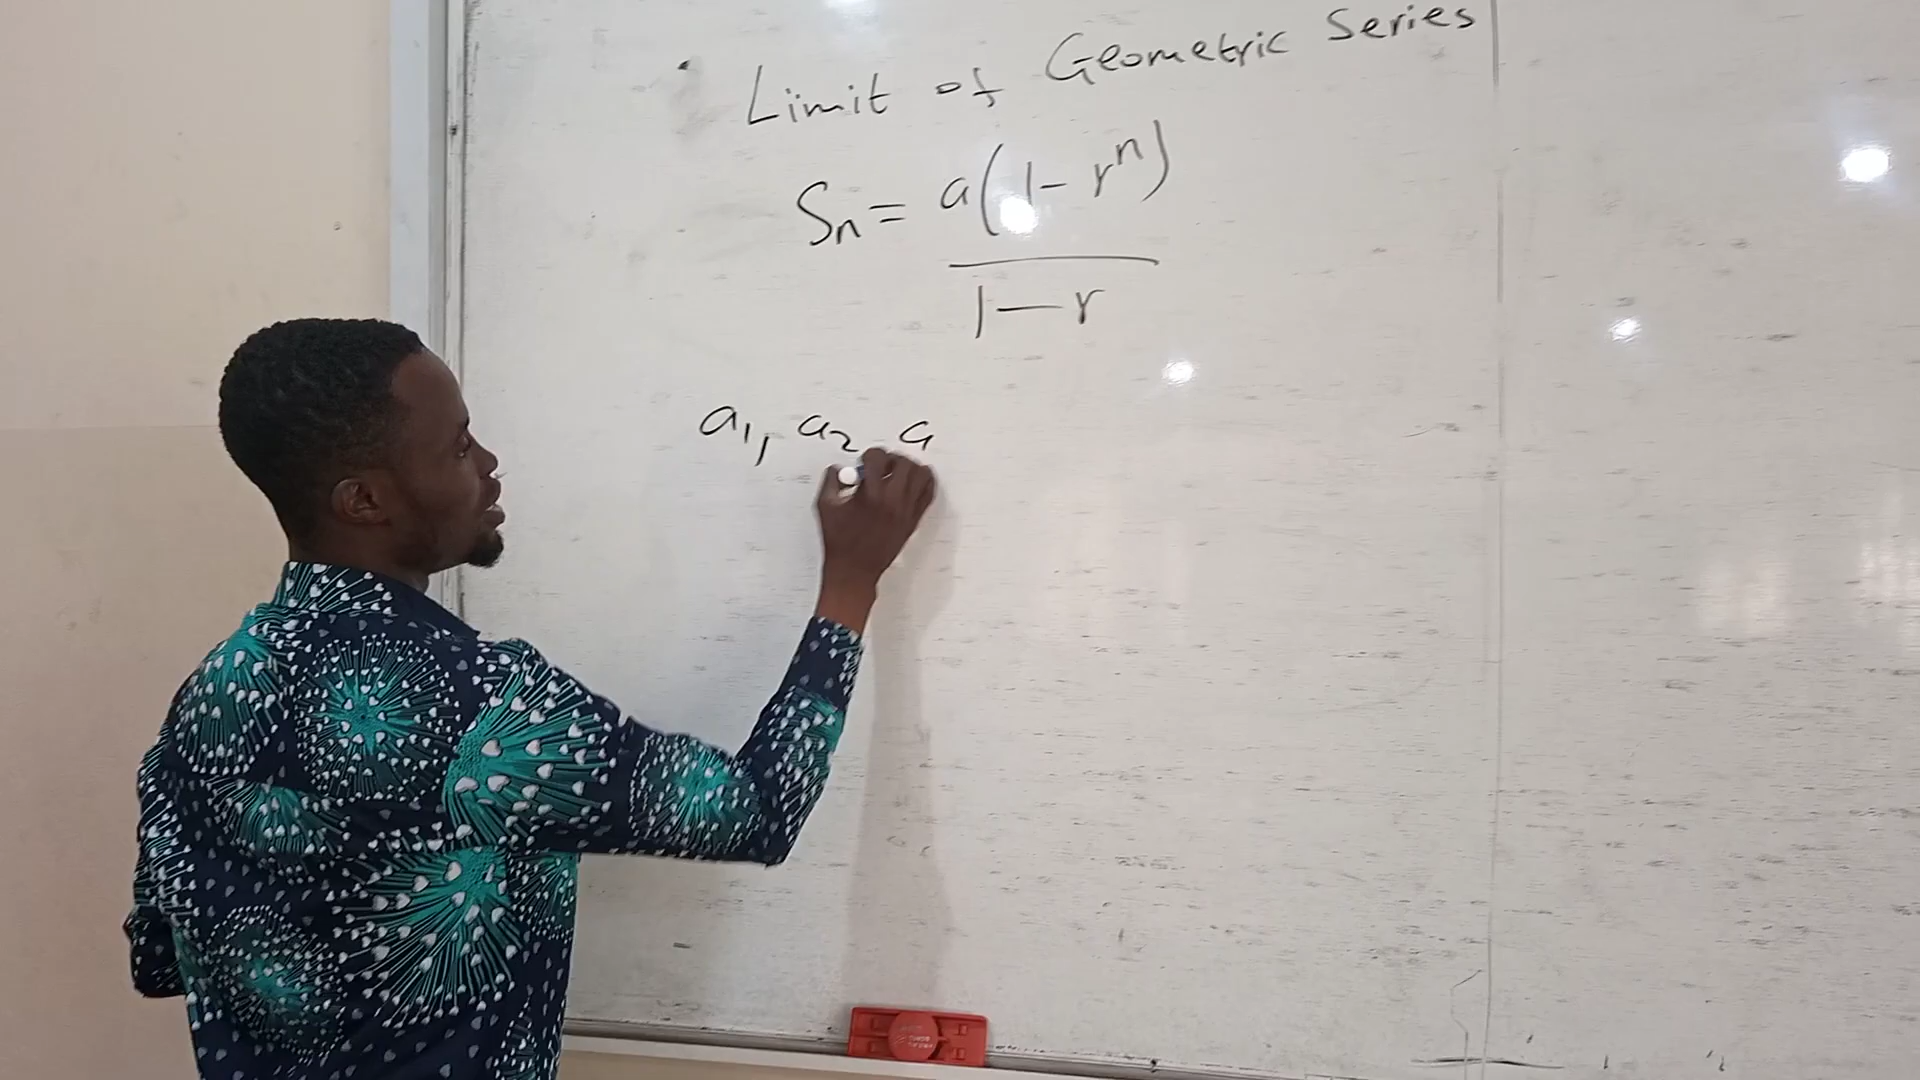 • Limit of Geometric Series
Sn = a(1 - r^n)
1 - r
a1, a2 a